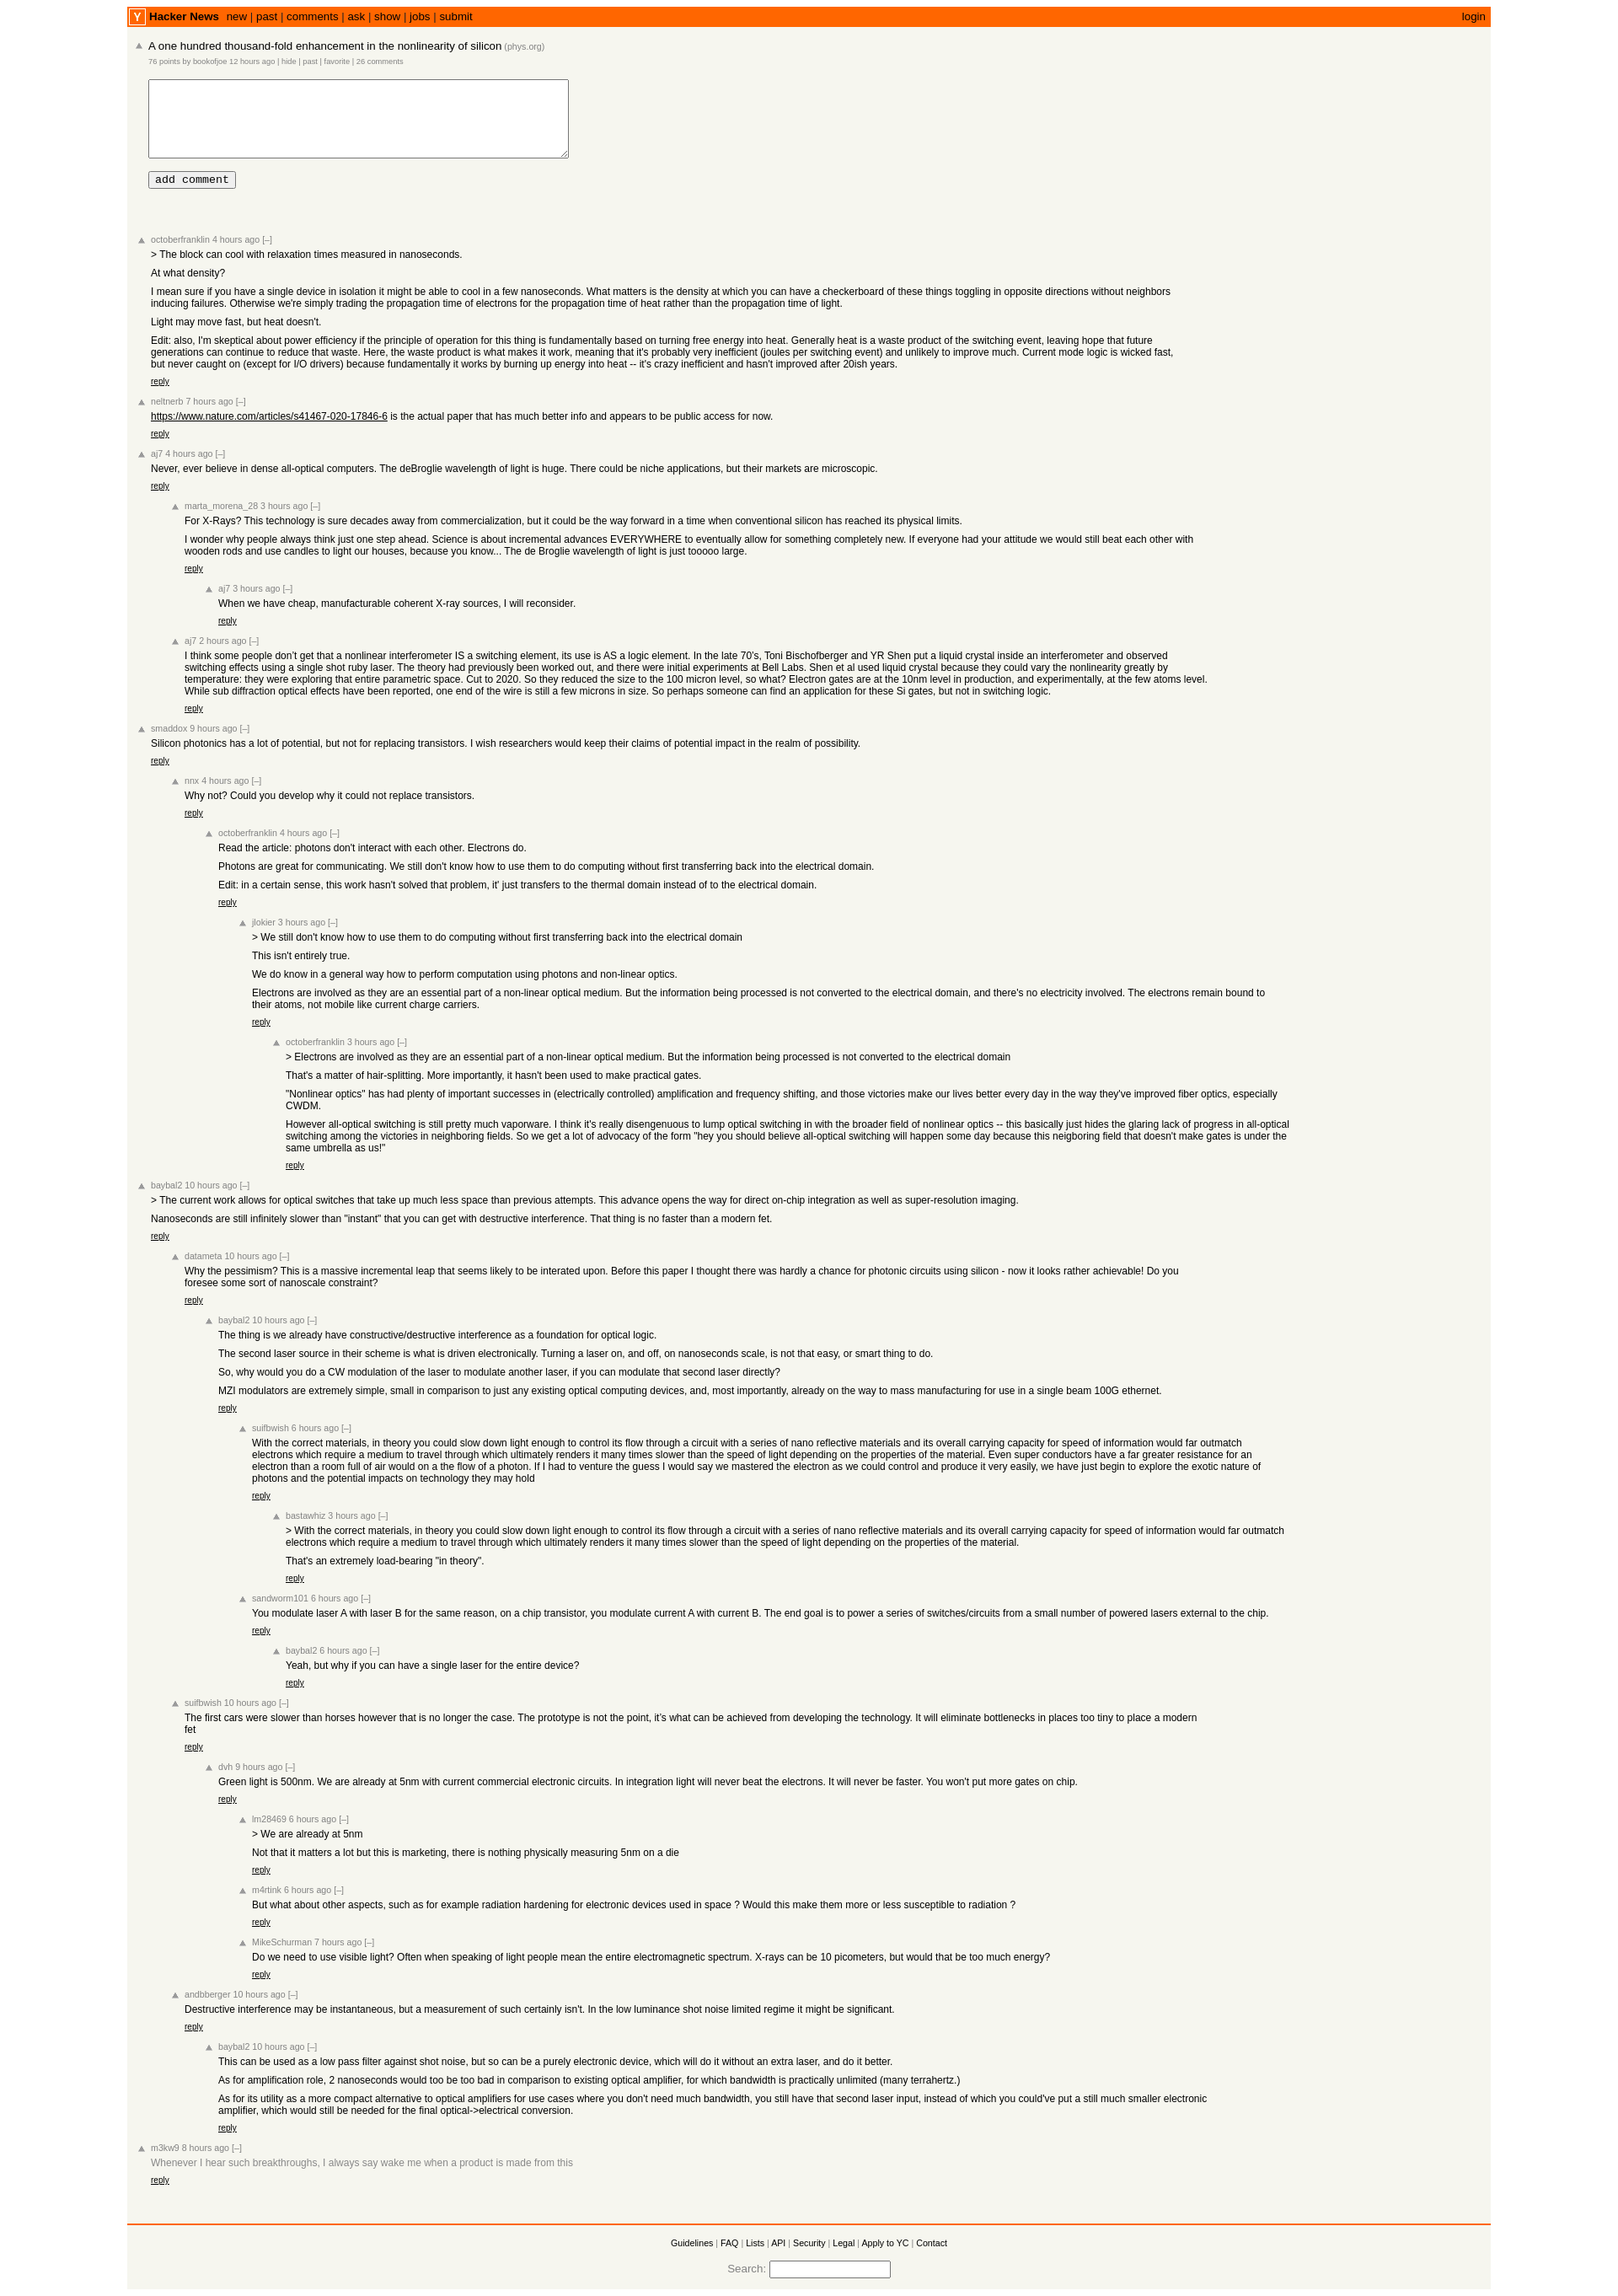 Y Hacker News new | past | comments | ask | show | jobs | submit login
A one hundred thousand-fold enhancement in the nonlinearity of silicon (phys.org)
76 points by bookofjoe 12 hours ago | hide | past | favorite | 26 comments
add comment
octoberfranklin 4 hours ago [–]
> The block can cool with relaxation times measured in nanoseconds.
At what density?
I mean sure if you have a single device in isolation it might be able to cool in a few nanoseconds. What matters is the density at which you can have a checkerboard of these things toggling in opposite directions without neighbors
inducing failures. Otherwise we're simply trading the propagation time of electrons for the propagation time of heat rather than the propagation time of light.
Light may move fast, but heat doesn't.
Edit: also, I'm skeptical about power efficiency if the principle of operation for this thing is fundamentally based on turning free energy into heat. Generally heat is a waste product of the switching event, leaving hope that future
generations can continue to reduce that waste. Here, the waste product is what makes it work, meaning that it's probably very inefficient (joules per switching event) and unlikely to improve much. Current mode logic is wicked fast,
but never caught on (except for I/O drivers) because fundamentally it works by burning up energy into heat -- it's crazy inefficient and hasn't improved after 20ish years.
reply
neltnerb 7 hours ago [–]
https://www.nature.com/articles/s41467-020-17846-6 is the actual paper that has much better info and appears to be public access for now.
reply
aj7 4 hours ago [–]
Never, ever believe in dense all-optical computers. The deBroglie wavelength of light is huge. There could be niche applications, but their markets are microscopic.
reply
marta_morena_28 3 hours ago [–]
For X-Rays? This technology is sure decades away from commercialization, but it could be the way forward in a time when conventional silicon has reached its physical limits.
I wonder why people always think just one step ahead. Science is about incremental advances EVERYWHERE to eventually allow for something completely new. If everyone had your attitude we would still beat each other with
wooden rods and use candles to light our houses, because you know... The de Broglie wavelength of light is just tooooo large.
reply
aj7 3 hours ago [–]
When we have cheap, manufacturable coherent X-ray sources, I will reconsider.
reply
aj7 2 hours ago [–]
I think some people don't get that a nonlinear interferometer IS a switching element, its use is AS a logic element. In the late 70's, Toni Bischofberger and YR Shen put a liquid crystal inside an interferometer and observed
switching effects using a single shot ruby laser. The theory had previously been worked out, and there were initial experiments at Bell Labs. Shen et al used liquid crystal because they could vary the nonlinearity greatly by
temperature: they were exploring that entire parametric space. Cut to 2020. So they reduced the size to the 100 micron level, so what? Electron gates are at the 10nm level in production, and experimentally, at the few atoms level.
While sub diffraction optical effects have been reported, one end of the wire is still a few microns in size. So perhaps someone can find an application for these Si gates, but not in switching logic.
reply
smaddox 9 hours ago [–]
Silicon photonics has a lot of potential, but not for replacing transistors. I wish researchers would keep their claims of potential impact in the realm of possibility.
reply
nnx 4 hours ago [–]
Why not? Could you develop why it could not replace transistors.
reply
octoberfranklin 4 hours ago [–]
Read the article: photons don't interact with each other. Electrons do.
Photons are great for communicating. We still don't know how to use them to do computing without first transferring back into the electrical domain.
Edit: in a certain sense, this work hasn't solved that problem, it' just transfers to the thermal domain instead of to the electrical domain.
reply
jlokier 3 hours ago [–]
> We still don't know how to use them to do computing without first transferring back into the electrical domain
This isn't entirely true.
We do know in a general way how to perform computation using photons and non-linear optics.
Electrons are involved as they are an essential part of a non-linear optical medium. But the information being processed is not converted to the electrical domain, and there's no electricity involved. The electrons remain bound to
their atoms, not mobile like current charge carriers.
reply
octoberfranklin 3 hours ago [–]
> Electrons are involved as they are an essential part of a non-linear optical medium. But the information being processed is not converted to the electrical domain
That's a matter of hair-splitting. More importantly, it hasn't been used to make practical gates.
"Nonlinear optics" has had plenty of important successes in (electrically controlled) amplification and frequency shifting, and those victories make our lives better every day in the way they've improved fiber optics, especially
CWDM.
However all-optical switching is still pretty much vaporware. I think it's really disengenuous to lump optical switching in with the broader field of nonlinear optics -- this basically just hides the glaring lack of progress in all-optical
switching among the victories in neighboring fields. So we get a lot of advocacy of the form "hey you should believe all-optical switching will happen some day because this neigboring field that doesn't make gates is under the
same umbrella as us!"
reply
baybal2 10 hours ago [–]
> The current work allows for optical switches that take up much less space than previous attempts. This advance opens the way for direct on-chip integration as well as super-resolution imaging.
Nanoseconds are still infinitely slower than "instant" that you can get with destructive interference. That thing is no faster than a modern fet.
reply
datameta 10 hours ago [–]
Why the pessimism? This is a massive incremental leap that seems likely to be interated upon. Before this paper I thought there was hardly a chance for photonic circuits using silicon - now it looks rather achievable! Do you
foresee some sort of nanoscale constraint?
reply
baybal2 10 hours ago [–]
The thing is we already have constructive/destructive interference as a foundation for optical logic.
The second laser source in their scheme is what is driven electronically. Turning a laser on, and off, on nanoseconds scale, is not that easy, or smart thing to do.
So, why would you do a CW modulation of the laser to modulate another laser, if you can modulate that second laser directly?
MZI modulators are extremely simple, small in comparison to just any existing optical computing devices, and, most importantly, already on the way to mass manufacturing for use in a single beam 100G ethernet.
reply
suifbwish 6 hours ago [–]
With the correct materials, in theory you could slow down light enough to control its flow through a circuit with a series of nano reflective materials and its overall carrying capacity for speed of information would far outmatch
electrons which require a medium to travel through which ultimately renders it many times slower than the speed of light depending on the properties of the material. Even super conductors have a far greater resistance for an
electron than a room full of air would on a the flow of a photon. If I had to venture the guess I would say we mastered the electron as we could control and produce it very easily, we have just begin to explore the exotic nature of
photons and the potential impacts on technology they may hold
reply
bastawhiz 3 hours ago [–]
> With the correct materials, in theory you could slow down light enough to control its flow through a circuit with a series of nano reflective materials and its overall carrying capacity for speed of information would far outmatch
electrons which require a medium to travel through which ultimately renders it many times slower than the speed of light depending on the properties of the material.
That's an extremely load-bearing "in theory".
reply
sandworm101 6 hours ago [–]
You modulate laser A with laser B for the same reason, on a chip transistor, you modulate current A with current B. The end goal is to power a series of switches/circuits from a small number of powered lasers external to the chip.
reply
baybal2 6 hours ago [–]
Yeah, but why if you can have a single laser for the entire device?
reply
suifbwish 10 hours ago [–]
The first cars were slower than horses however that is no longer the case. The prototype is not the point, it's what can be achieved from developing the technology. It will eliminate bottlenecks in places too tiny to place a modern
fet
reply
dvh 9 hours ago [–]
Green light is 500nm. We are already at 5nm with current commercial electronic circuits. In integration light will never beat the electrons. It will never be faster. You won't put more gates on chip.
reply
lm28469 6 hours ago [–]
> We are already at 5nm
Not that it matters a lot but this is marketing, there is nothing physically measuring 5nm on a die
reply
m4rtink 6 hours ago [–]
But what about other aspects, such as for example radiation hardening for electronic devices used in space ? Would this make them more or less susceptible to radiation ?
reply
MikeSchurman 7 hours ago [–]
Do we need to use visible light? Often when speaking of light people mean the entire electromagnetic spectrum. X-rays can be 10 picometers, but would that be too much energy?
reply
andbberger 10 hours ago [–]
Destructive interference may be instantaneous, but a measurement of such certainly isn't. In the low luminance shot noise limited regime it might be significant.
reply
baybal2 10 hours ago [–]
This can be used as a low pass filter against shot noise, but so can be a purely electronic device, which will do it without an extra laser, and do it better.
As for amplification role, 2 nanoseconds would too be too bad in comparison to existing optical amplifier, for which bandwidth is practically unlimited (many terrahertz.)
As for its utility as a more compact alternative to optical amplifiers for use cases where you don't need much bandwidth, you still have that second laser input, instead of which you could've put a still much smaller electronic
amplifier, which would still be needed for the final optical->electrical conversion.
reply
m3kw9 8 hours ago [–]
Whenever I hear such breakthroughs, I always say wake me when a product is made from this
reply
Guidelines | FAQ | Lists | API | Security | Legal | Apply to YC | Contact
Search: